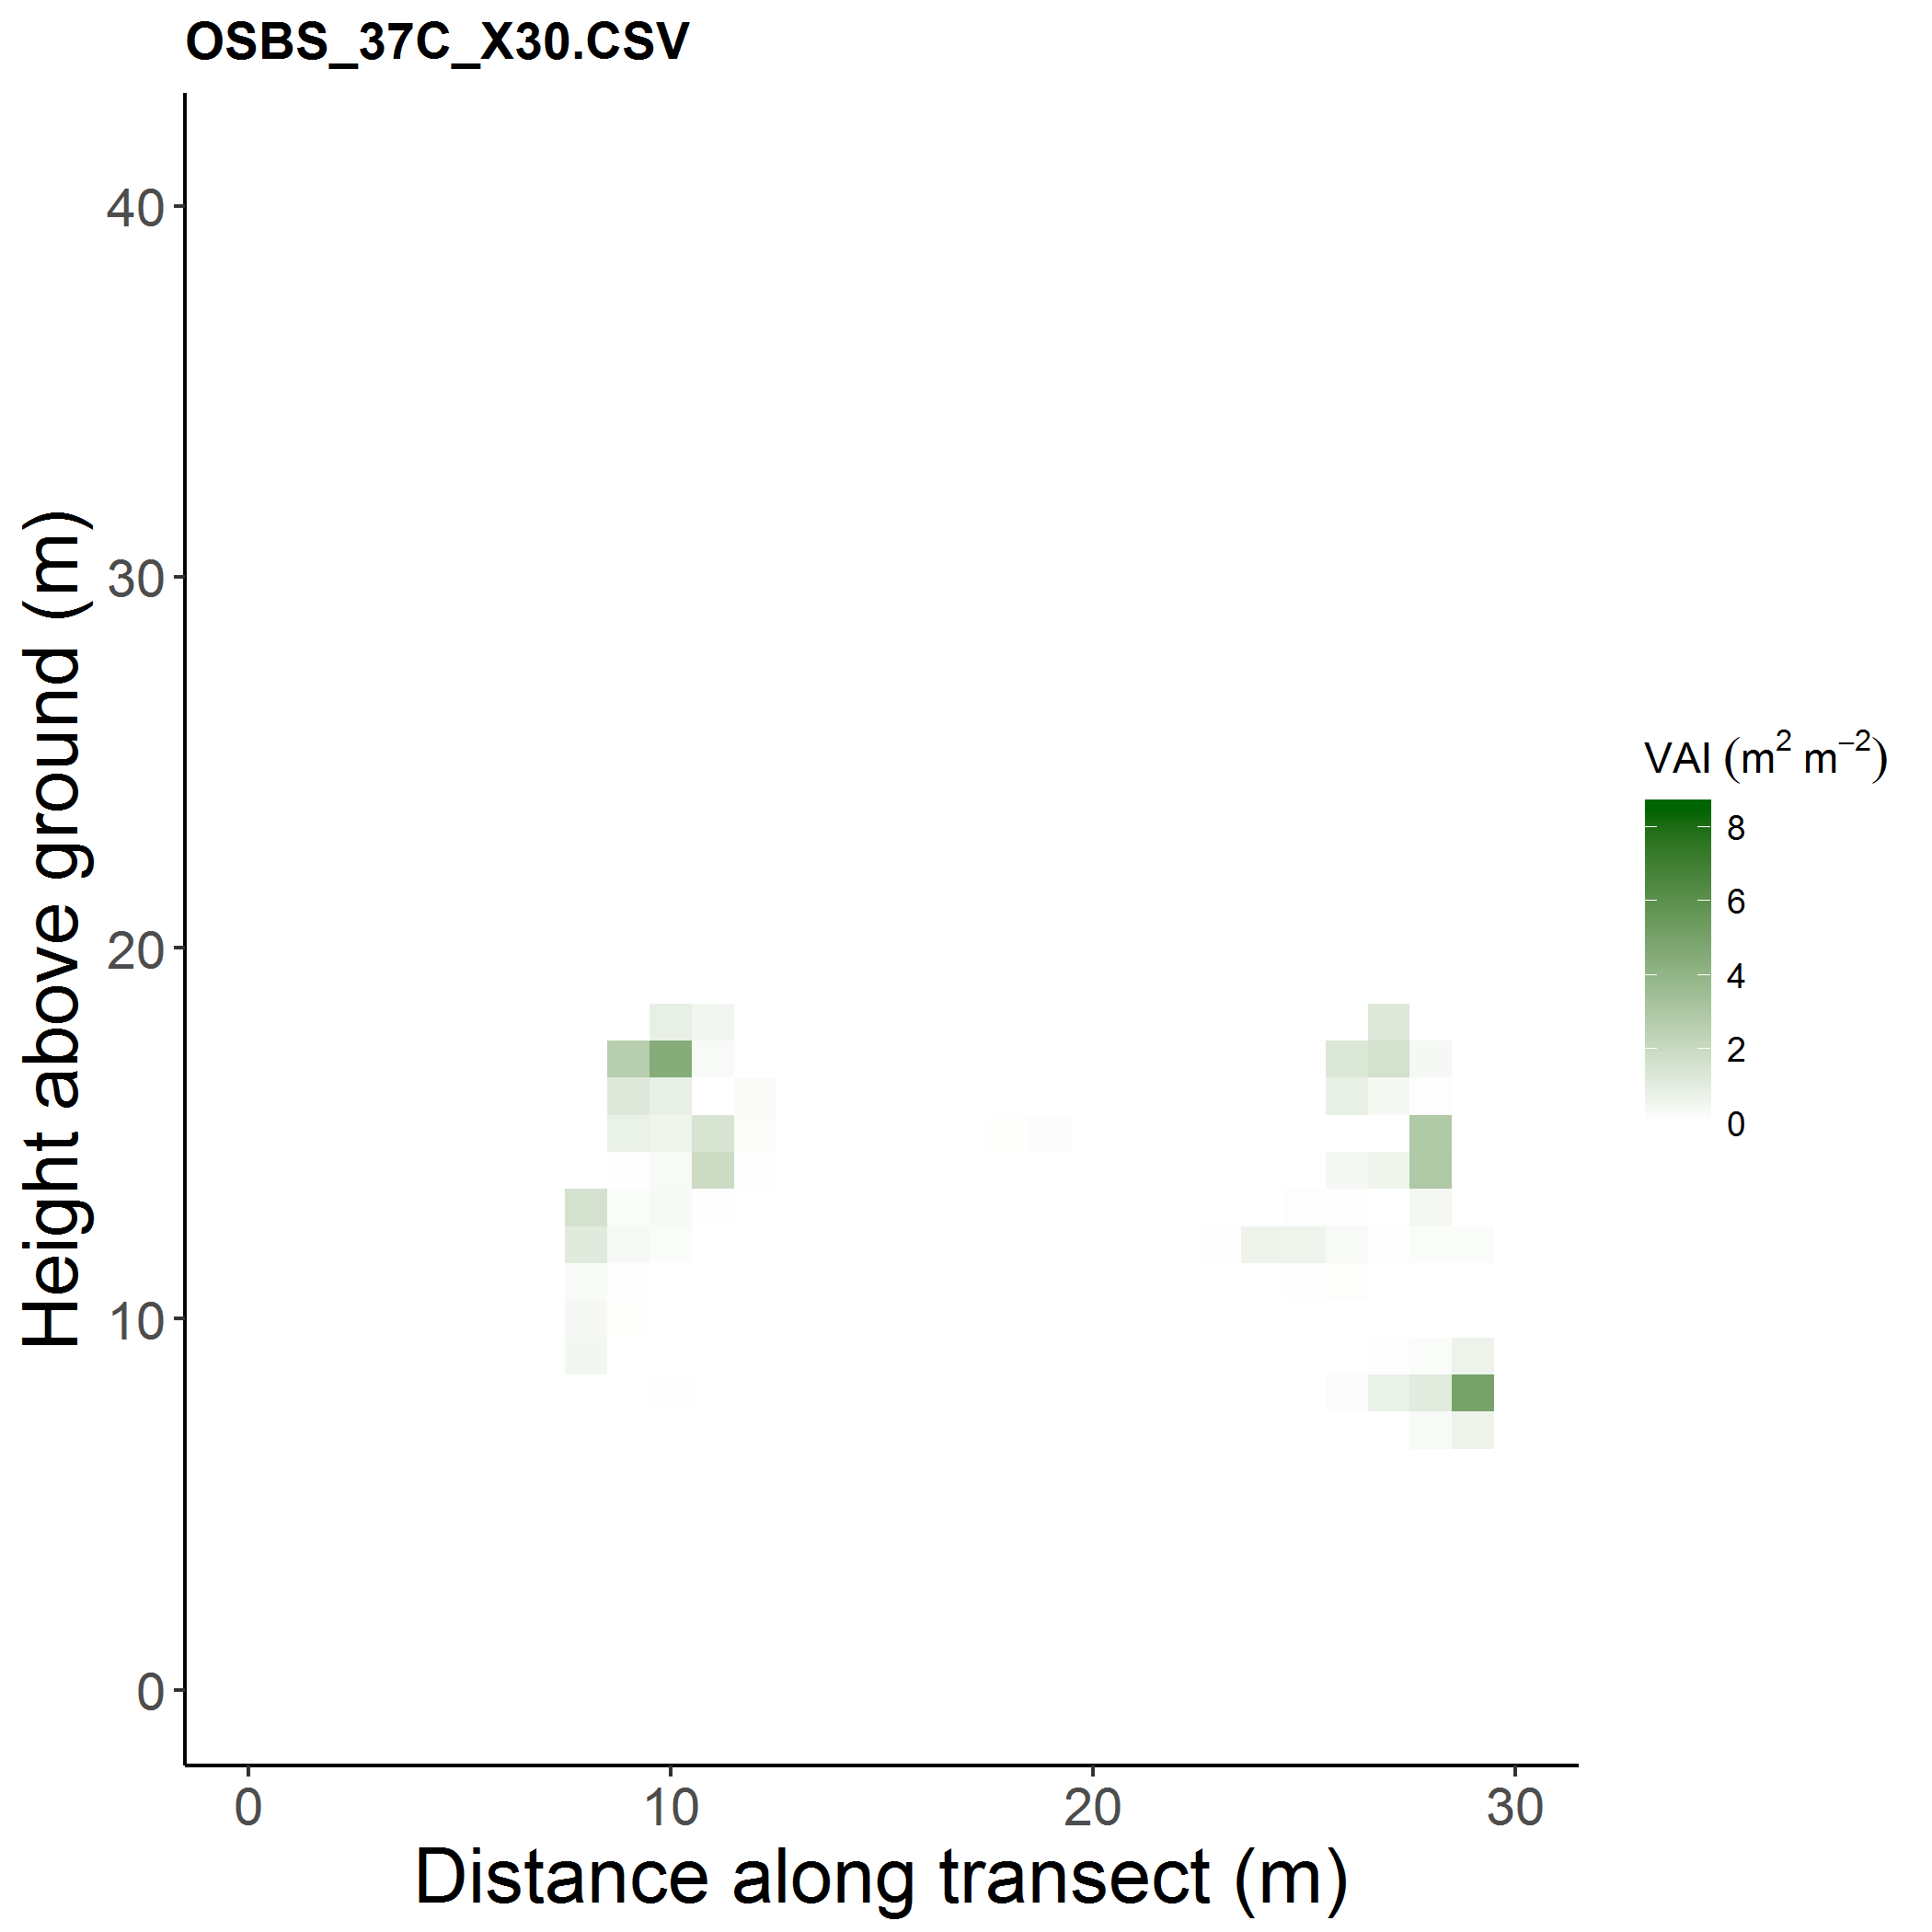 OSBS_37C_X30.CSV
Height above ground (m)
40
30
20
10
0
0 10 20 30
Distance along transect (m)
VAI (m² m⁻²)
8
6
4
2
0